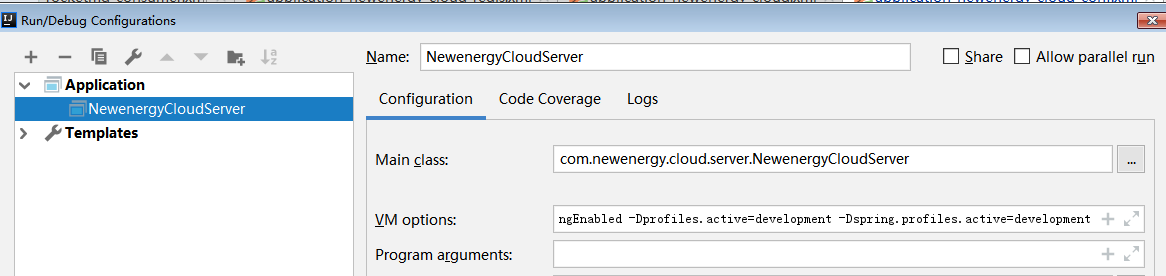 Run/Debug Configurations
Name: NewenergyCloudServer
Share
Allow parallel run
Application
NewenergyCloudServer
Templates
Configuration
Code Coverage
Logs
Main class: com.newenergy.cloud.server.NewenergyCloudServer ...
VM options: ngEnabled -Dprofiles.active=development -Dspring.profiles.active=development
Program arguments: